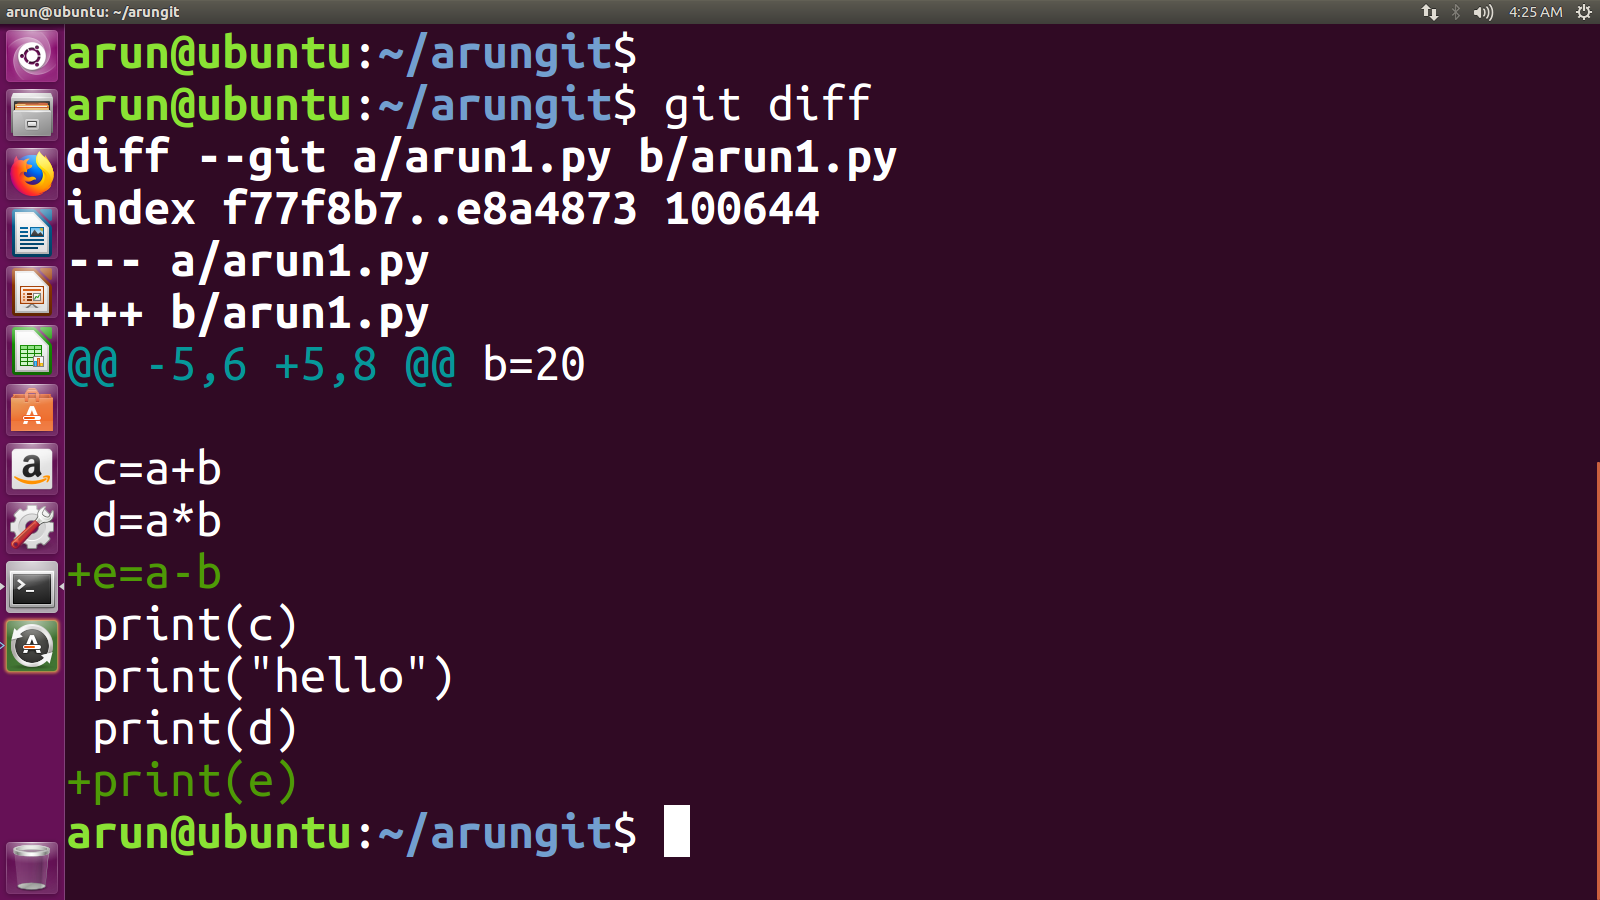 arun@ubuntu: ~/arungit
4:25 AM
arun@ubuntu:~/arungit$
arun@ubuntu:~/arungit$ git diff
diff --git a/arun1.py b/arun1.py
index f77f8b7..e8a4873 100644
--- a/arun1.py
+++ b/arun1.py
@@ -5,6 +5,8 @@ b=20

 c=a+b
 d=a*b
+e=a-b
 print(c)
 print("hello")
 print(d)
+print(e)
arun@ubuntu:~/arungit$